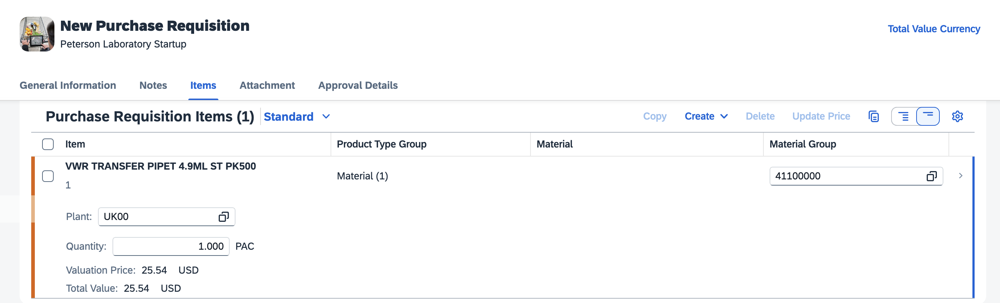 New Purchase Requisition
Peterson Laboratory Startup
Total Value Currency
General Information Notes Items Attachment Approval Details
Purchase Requisition Items (1) Standard Copy Create Delete Update Price
Item Product Type Group Material Material Group
VWR TRANSFER PIPET 4.9ML ST PK500
1
Material (1)
41100000
Plant: UK00
Quantity: 1.000 PAC
Valuation Price: 25.54 USD
Total Value: 25.54 USD